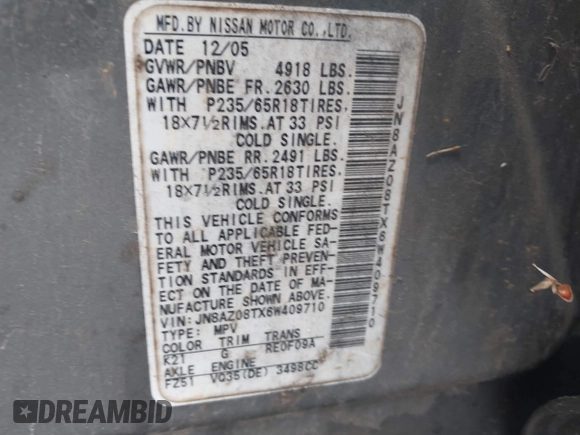 MFD.BY NISSAN MOTOR CO.,LTD.
DATE 12/05
GVWR/PNBV 4918 LBS.
GAWR/PNBE FR. 2630 LBS.
WITH P235/65R18TIRES,
18X7½RIMS.AT 33 PSI
COLD SINGLE.
GAWR/PNBE RR. 2491 LBS.
WITH P235/65R18TIRES,
18X7½RIMS.AT 33 PSI
COLD SINGLE.
THIS VEHICLE CONFORMS
TO ALL APPLICABLE FED-
ERAL MOTOR VEHICLE SA-
FETY AND THEFT PREVEN-
TION STANDARDS IN EFF-
ECT ON THE DATE OF MA-
NUFACTURE SHOWN ABOVE.
VIN: JN8AZ08TX6W409710
TYPE: MPV
COLOR TRIM TRANS
K21 G RE0F09A
AXLE ENGINE
FZ51 VQ35(DE) 3498CC
JN8AZ08TX6W409710
DREAMBID